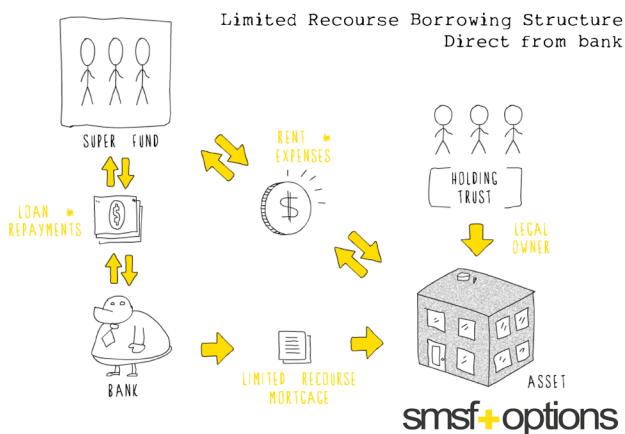 Limited Recourse Borrowing Structure
Direct from bank
SUPER FUND
RENT &
EXPENSES
HOLDING
TRUST
LOAN &
REPAYMENTS
$
$
LEGAL
OWNER
BANK
LIMITED RECOURSE
MORTGAGE
ASSET
smsf+options